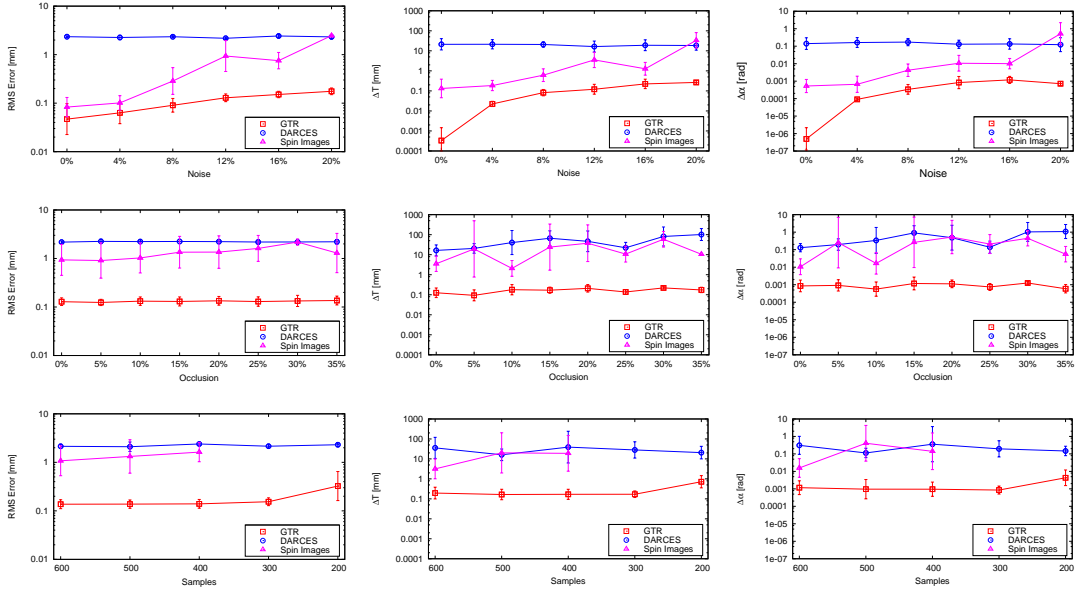 RMS Error [mm]
10
1
0.1
0.01
0% 4% 8% 12% 16% 20%
Noise
GTR
DARCES
Spin Images
ΔT [mm]
1000
100
10
1
0.1
0.01
0.001
0.0001
0% 4% 8% 12% 16% 20%
Noise
GTR
DARCES
Spin Images
Δα [rad]
10
1
0.1
0.01
0.001
0.0001
1e-05
1e-06
1e-07
0% 4% 8% 12% 16% 20%
Noise
GTR
DARCES
Spin Images
RMS Error [mm]
10
1
0.1
0.01
0% 5% 10% 15% 20% 25% 30% 35%
Occlusion
GTR
DARCES
Spin Images
ΔT [mm]
1000
100
10
1
0.1
0.01
0.001
0.0001
0% 5% 10% 15% 20% 25% 30% 35%
Occlusion
GTR
DARCES
Spin Images
Δα [rad]
10
1
0.1
0.01
0.001
0.0001
1e-05
1e-06
1e-07
0% 5% 10% 15% 20% 25% 30% 35%
Occlusion
GTR
DARCES
Spin Images
RMS Error [mm]
10
1
0.1
0.01
600 500 400 300 200
Samples
GTR
DARCES
Spin Images
ΔT [mm]
1000
100
10
1
0.1
0.01
0.001
0.0001
600 500 400 300 200
Samples
GTR
DARCES
Spin Images
Δα [rad]
10
1
0.1
0.01
0.001
0.0001
1e-05
1e-06
1e-07
600 500 400 300 200
Samples
GTR
DARCES
Spin Images